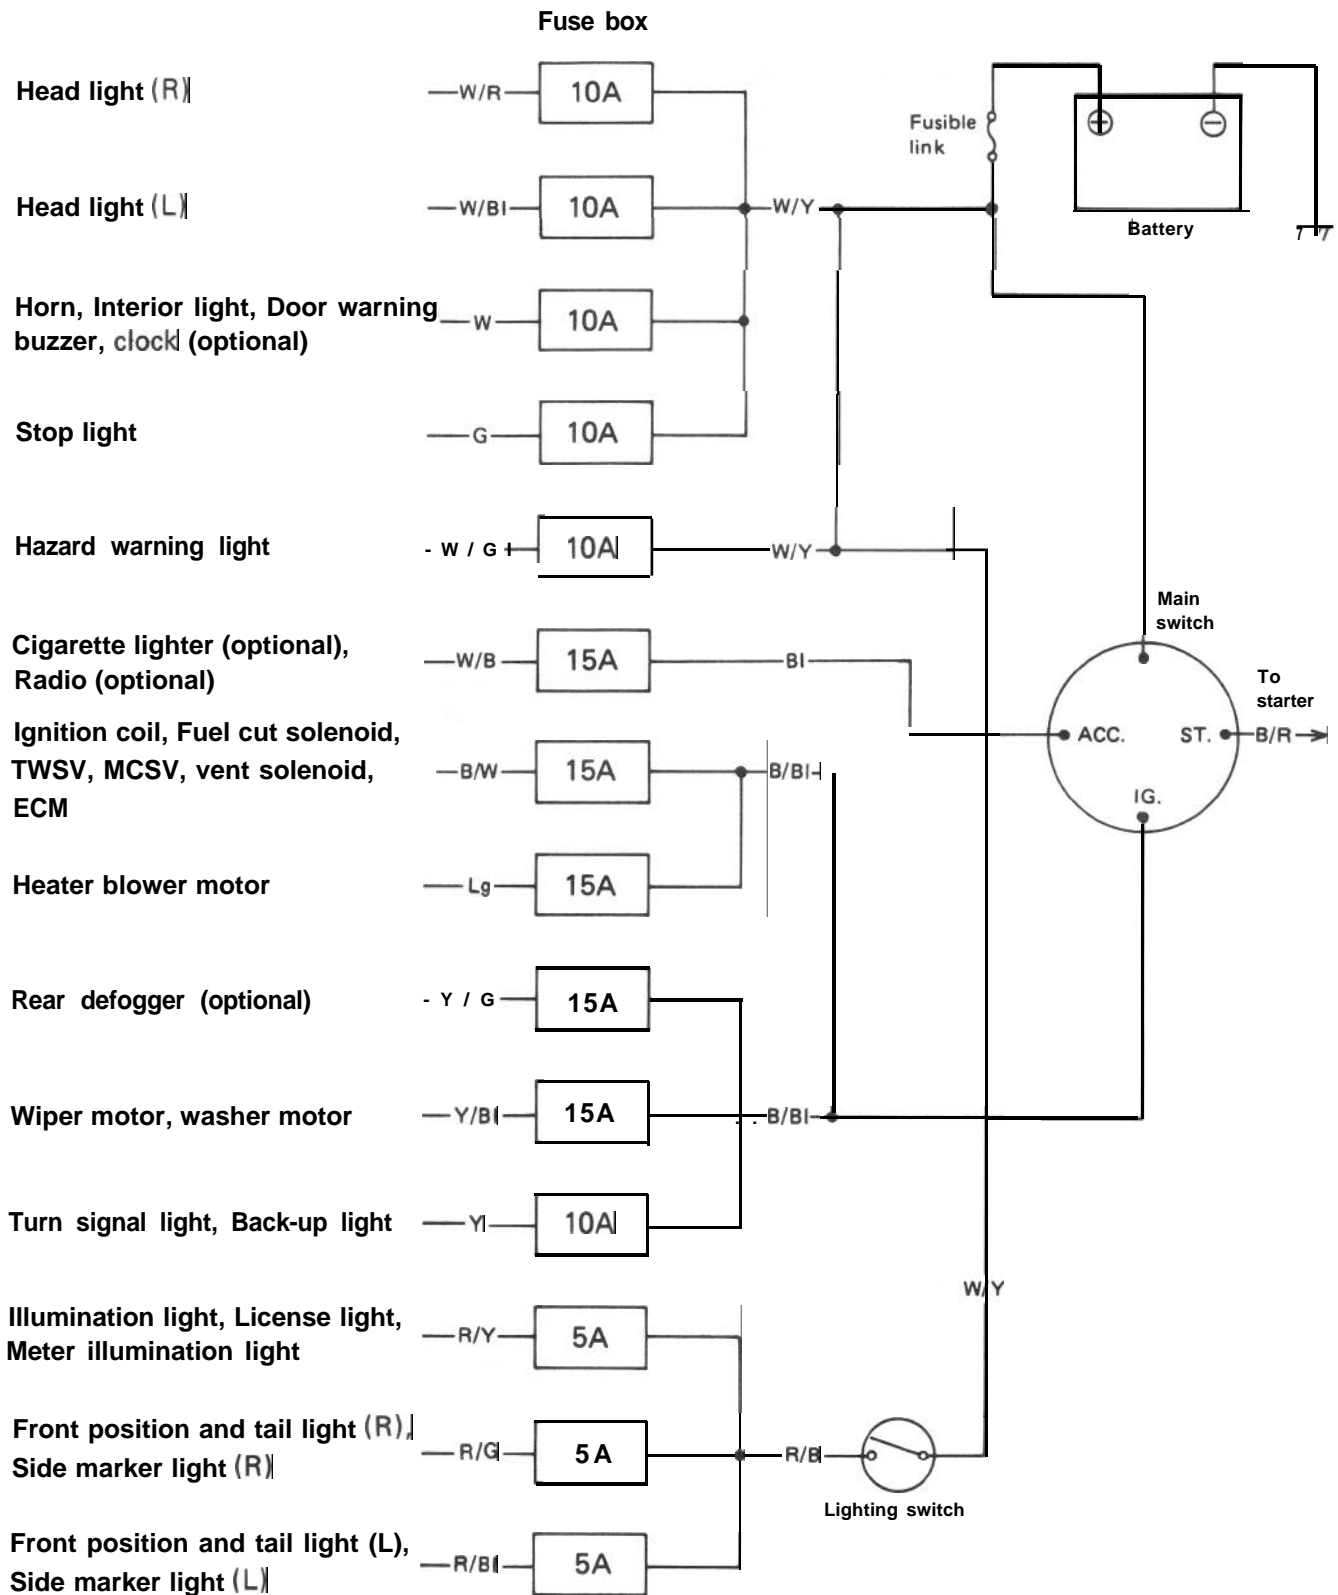 Fuse box
Head light (R)
W/R
10A
Fusible
link
Head light (L)
W/Bl
10A
W/Y
Battery
Horn, Interior light, Door warning
buzzer, clock (optional)
W
10A
Stop light
G
10A
Hazard warning light
- W / G
10A
W/Y
Main
switch
Cigarette lighter (optional),
Radio (optional)
W/B
15A
Bl
To
starter
ACC.
ST.
B/R
IG.
Ignition coil, Fuel cut solenoid,
TWSV, MCSV, vent solenoid,
ECM
B/W
15A
B/Bl
Heater blower motor
Lg
15A
Rear defogger (optional)
- Y / G
15A
Wiper motor, washer motor
Y/Bl
15A
B/Bl
Turn signal light, Back-up light
Y
10A
W/Y
Illumination light, License light,
Meter illumination light
R/Y
5A
Front position and tail light (R),
Side marker light (R)
R/G
5A
R/B
Lighting switch
Front position and tail light (L),
Side marker light (L)
R/Bl
5A